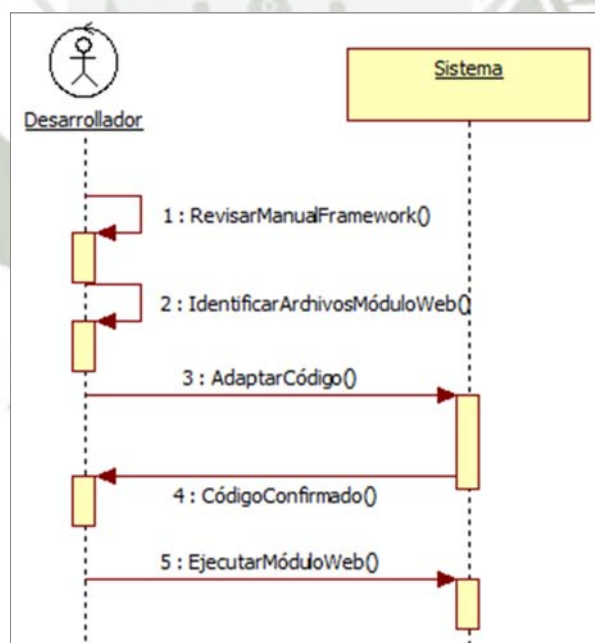 Sistema
Desarrollador
1 : RevisarManualFramework()
2 : IdentificarArchivosMóduloWeb()
3 : AdaptarCódigo()
4 : CódigoConfirmado()
5 : EjecutarMóduloWeb()